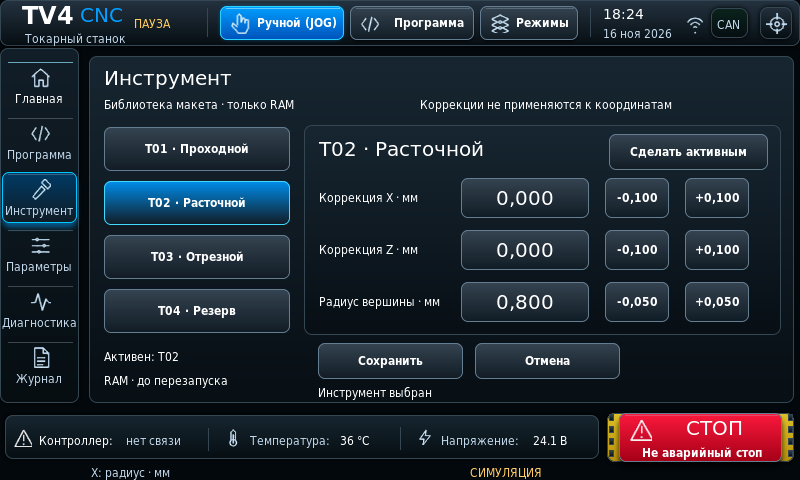 TV4 CNC ПАУЗА
Токарный станок
Ручной (JOG)
Программа
Режимы
18:24
16 ноя 2026
CAN
Главная
Программа
Инструмент
Параметры
Диагностика
Журнал
Инструмент
Библиотека макета · только RAM
Коррекции не применяются к координатам
T01 · Проходной
T02 · Расточной
T03 · Отрезной
T04 · Резерв
Активен: T02
RAM · до перезапуска
T02 · Расточной
Сделать активным
Коррекция X · мм 0,000 -0,100 +0,100
Коррекция Z · мм 0,000 -0,100 +0,100
Радиус вершины · мм 0,800 -0,050 +0,050
Сохранить
Отмена
Инструмент выбран
Контроллер: нет связи
Температура: 36 °C
Напряжение: 24.1 В
СТОП
Не аварийный стоп
X: радиус · мм
СИМУЛЯЦИЯ